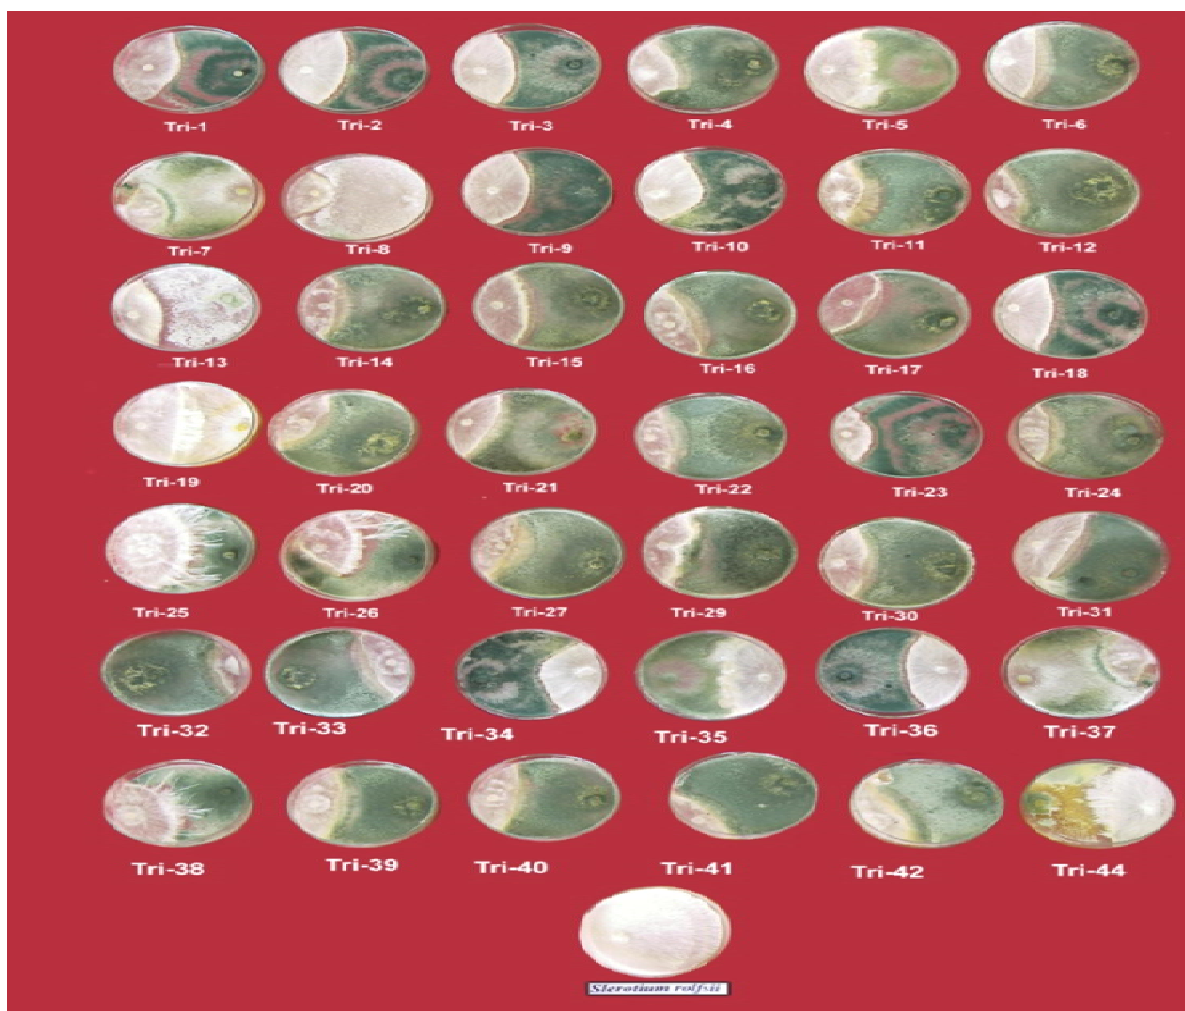 Tri-1 Tri-2 Tri-3 Tri-4 Tri-5 Tri-6
Tri-7 Tri-8 Tri-9 Tri-10 Tri-11 Tri-12
Tri-13 Tri-14 Tri-15 Tri-16 Tri-17 Tri-18
Tri-19 Tri-20 Tri-21 Tri-22 Tri-23 Tri-24
Tri-25 Tri-26 Tri-27 Tri-29 Tri-30 Tri-31
Tri-32 Tri-33 Tri-34 Tri-35 Tri-36 Tri-37
Tri-38 Tri-39 Tri-40 Tri-41 Tri-42 Tri-44
Slerotium rolfsii